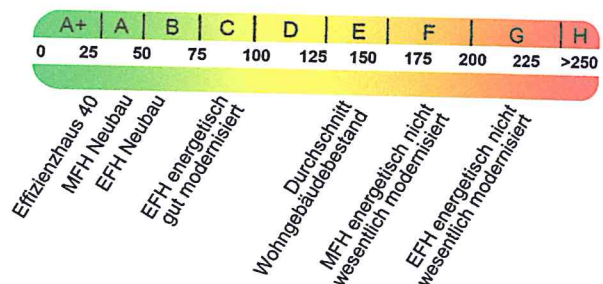 A+ A B C D E F G H
0 25 50 75 100 125 150 175 200 225 >250
Effizienzhaus 40
MFH Neubau
EFH Neubau
EFH energetisch
gut modernisiert
Durchschnitt
Wohngebäudebestand
MFH energetisch nicht
wesentlich modernisiert
EFH energetisch nicht
wesentlich modernisiert